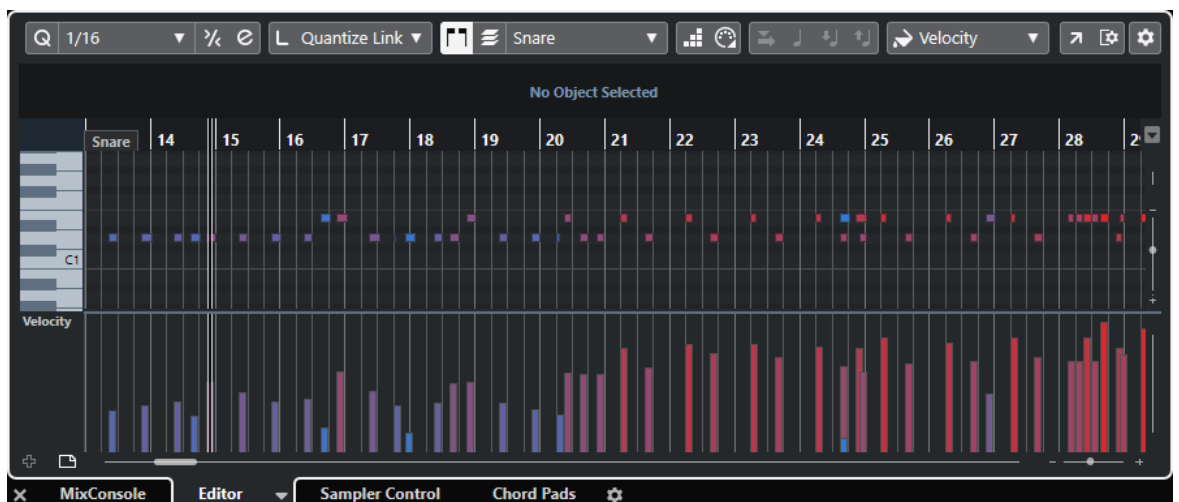 Q 1/16 L Quantize Link Snare Velocity
No Object Selected
Snare 14 15 16 17 18 19 20 21 22 23 24 25 26 27 28
C1
Velocity
MixConsole Editor Sampler Control Chord Pads